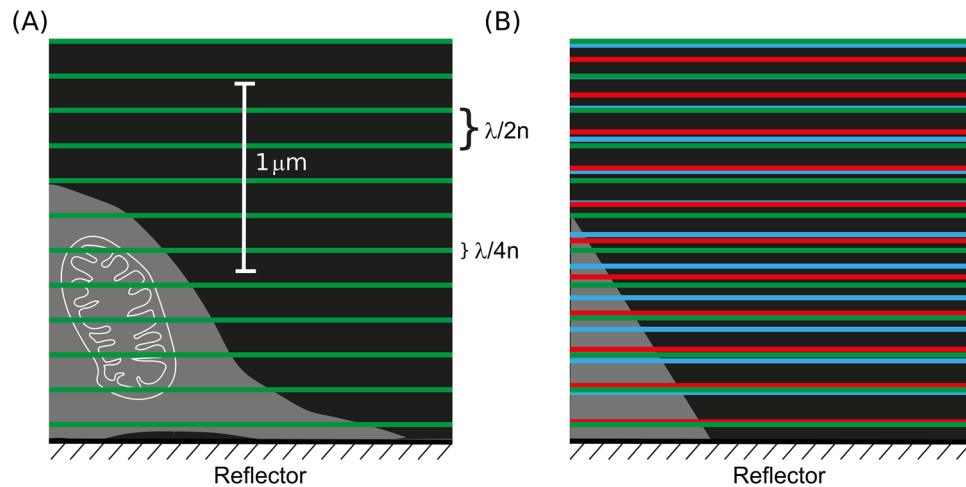 (A)
λ/2n
1 μm
λ/4n
Reflector
(B)
Reflector